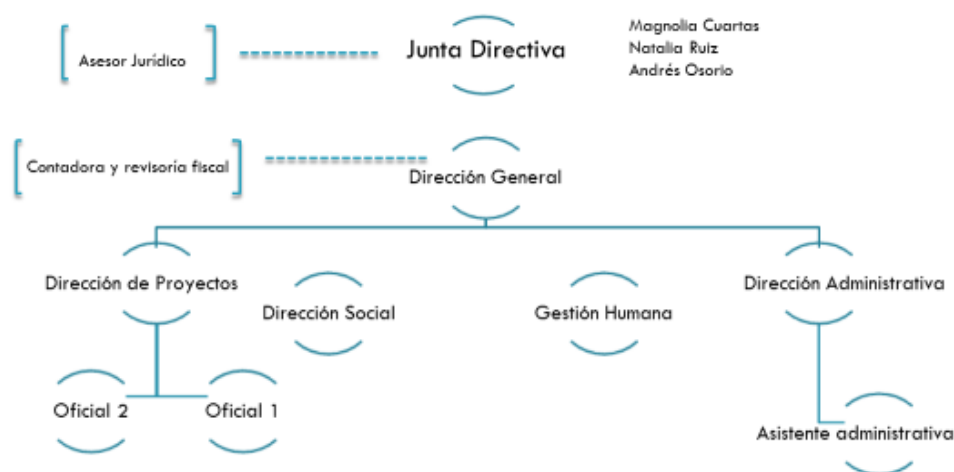 Asesor Jurídico
Junta Directiva
Magnolia Cuartas
Natalia Ruiz
Andrés Osorio
Contadora y revisoria fiscal
Dirección General
Dirección de Proyectos
Dirección Social
Gestión Humana
Dirección Administrativa
Oficial 2
Oficial 1
Asistente administrativa